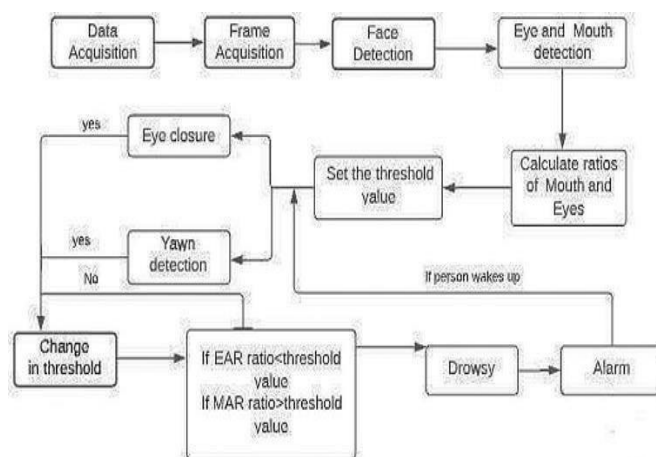 Data
Acquisition
Frame
Acquisition
Face
Detection
Eye and Mouth
detection
yes
Eye closure
Set the threshold
value
Calculate ratios
of Mouth and
Eyes
yes
Yawn
detection
No
If person wakes up
Change
in threshold
If EAR ratio<threshold
value
If MAR ratio>threshold
value
Drowsy
Alarm